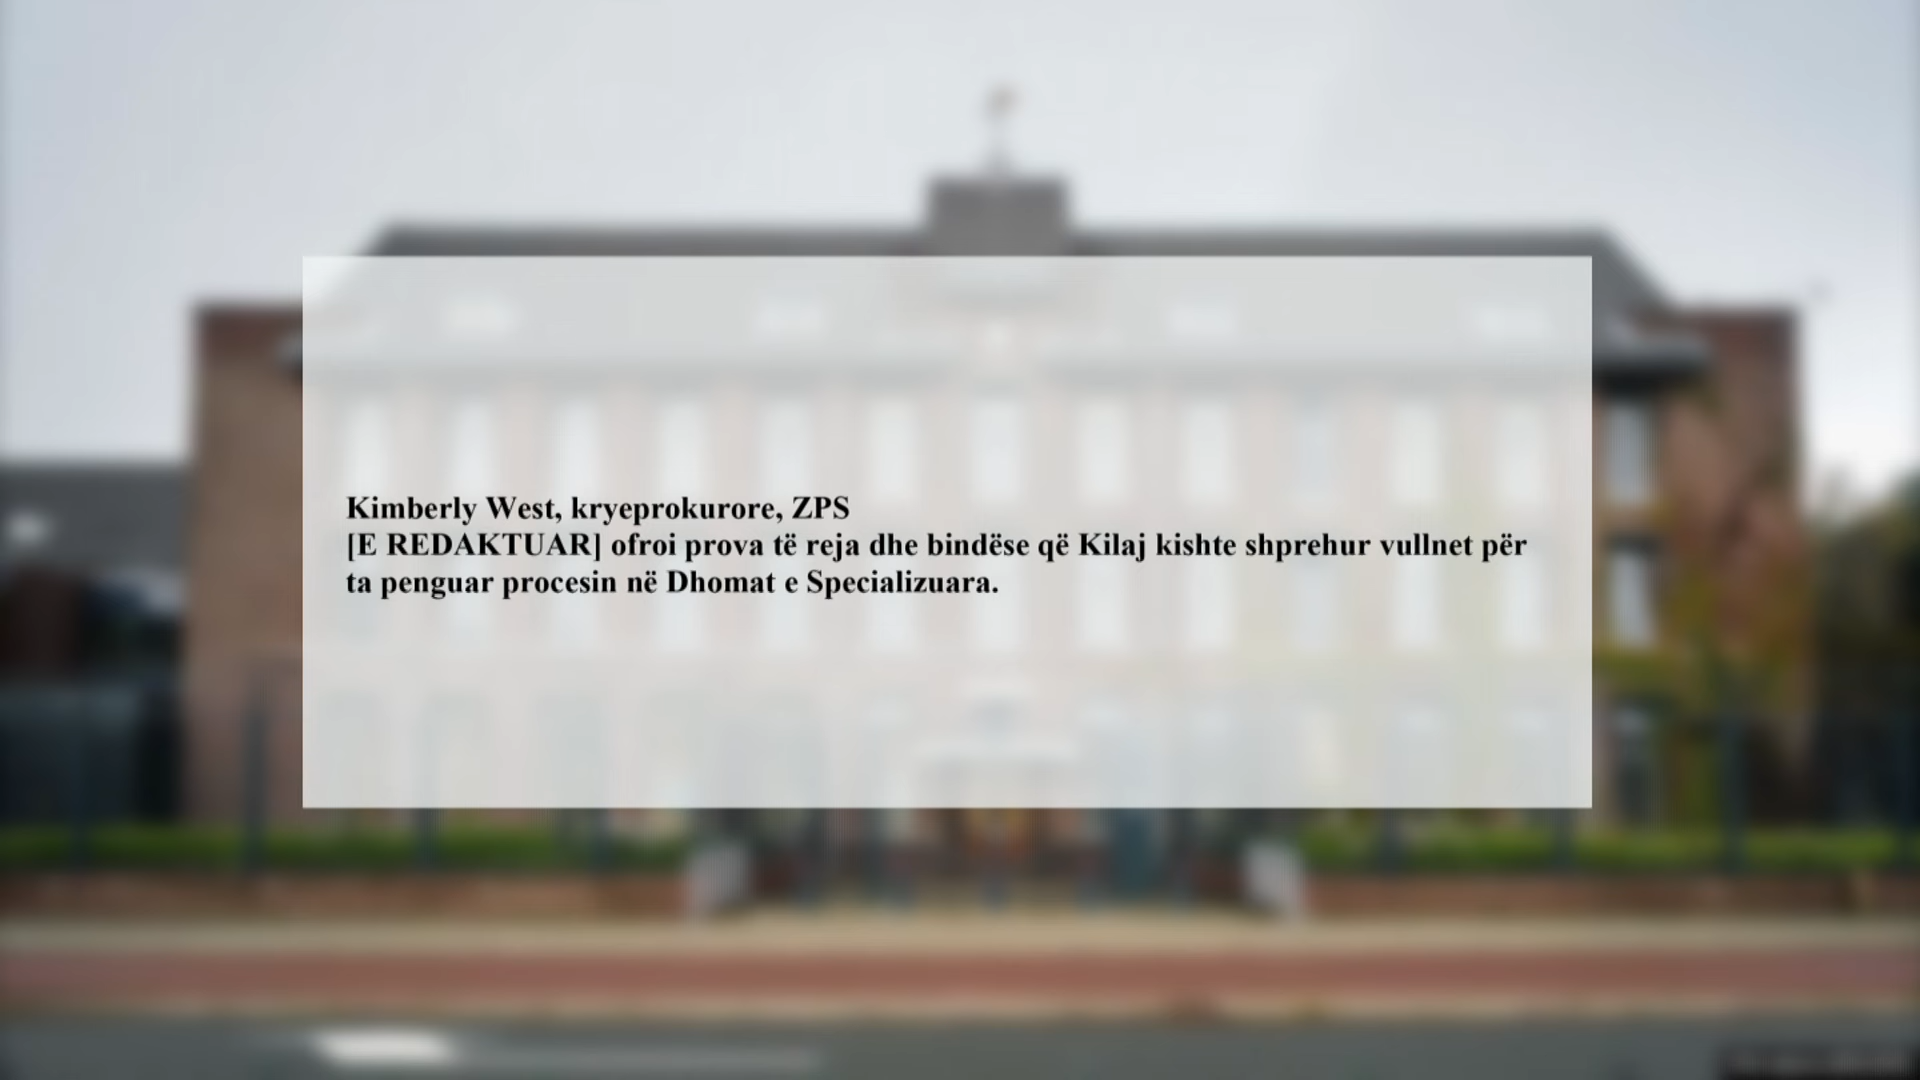 Kimberly West, kryeprokurore, ZPS
[E REDAKTUAR] ofroi prova të reja dhe bindëse që Kilaj kishte shprehur vullnet për
ta penguar procesin në Dhomat e Specializuara.